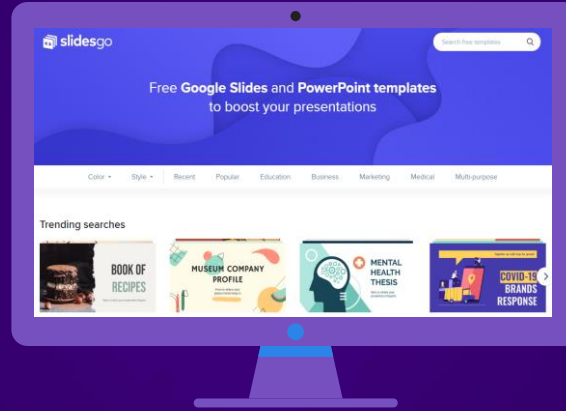 slidesgo
Search free templates
Free Google Slides and PowerPoint templates
to boost your presentations
Color
Style
Recent
Popular
Education
Business
Marketing
Medical
Multi-purpose
Trending searches
BOOK OF
RECIPES
MUSEUM COMPANY
PROFILE
MENTAL
HEALTH
THESIS
COVID-19
BRANDS
RESPONSE